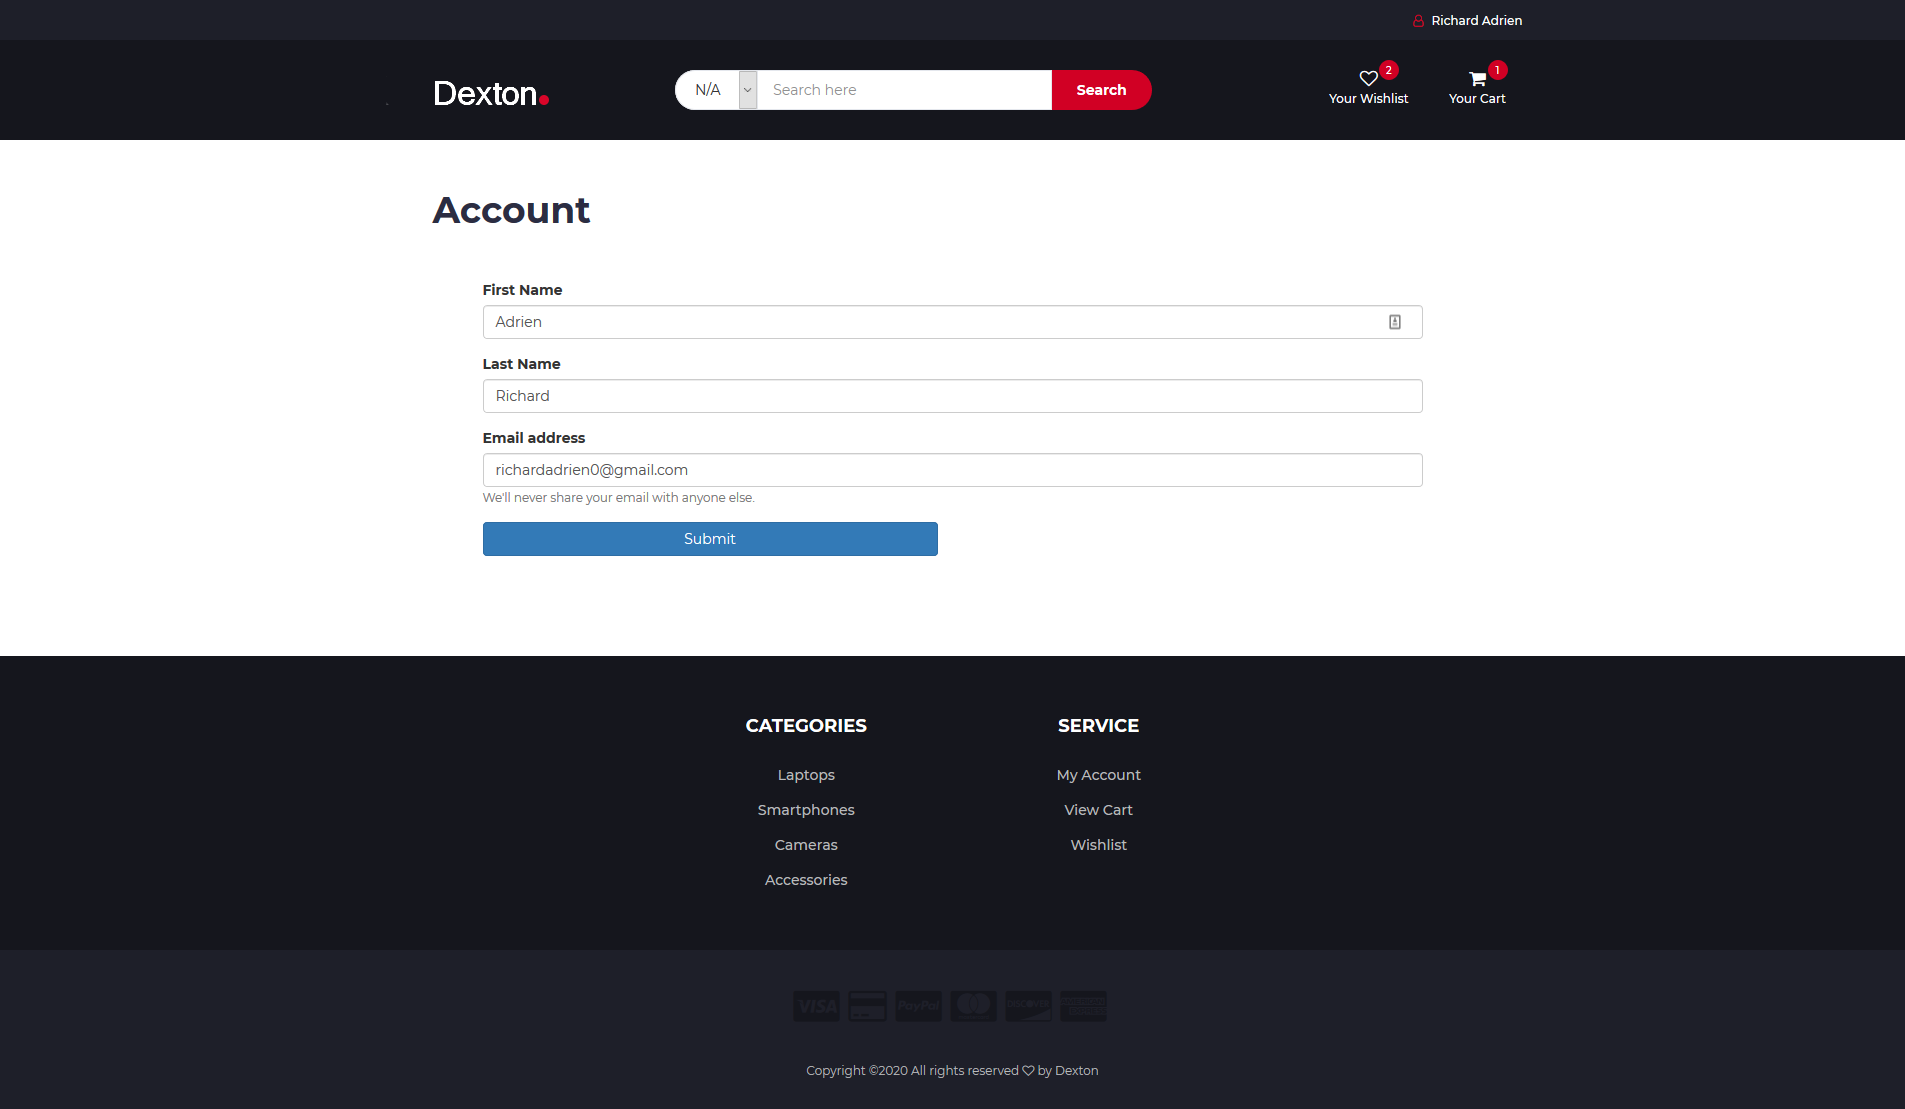 Richard Adrien
Dexton.
N/A
Search here
Search
2
Your Wishlist
1
Your Cart
Account
First Name
Adrien
Last Name
Richard
Email address
richardadrien0@gmail.com
We'll never share your email with anyone else.
Submit
CATEGORIES
Laptops
Smartphones
Cameras
Accessories
SERVICE
My Account
View Cart
Wishlist
VISA
PayPal
DISCOVER
Copyright ©2020 All rights reserved ♡ by Dexton